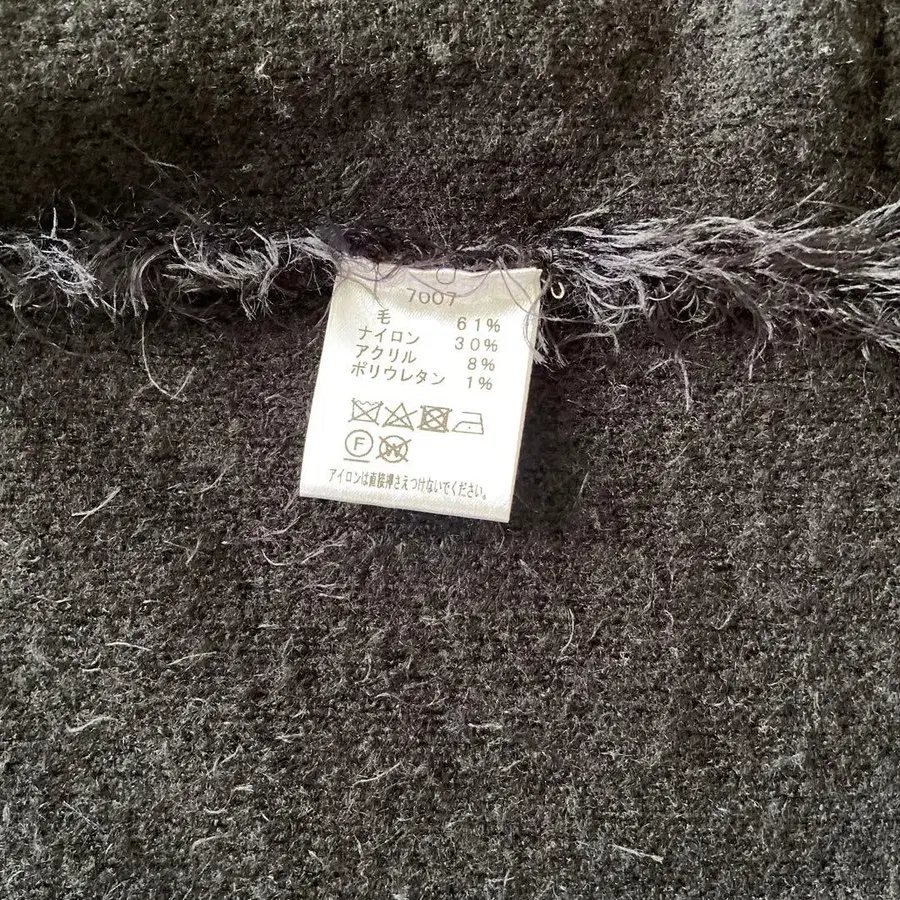 7007
毛 61%
ナイロン 30%
アクリル 8%
ポリウレタン 1%
F W
アイロンは直接押さえつけないでください。